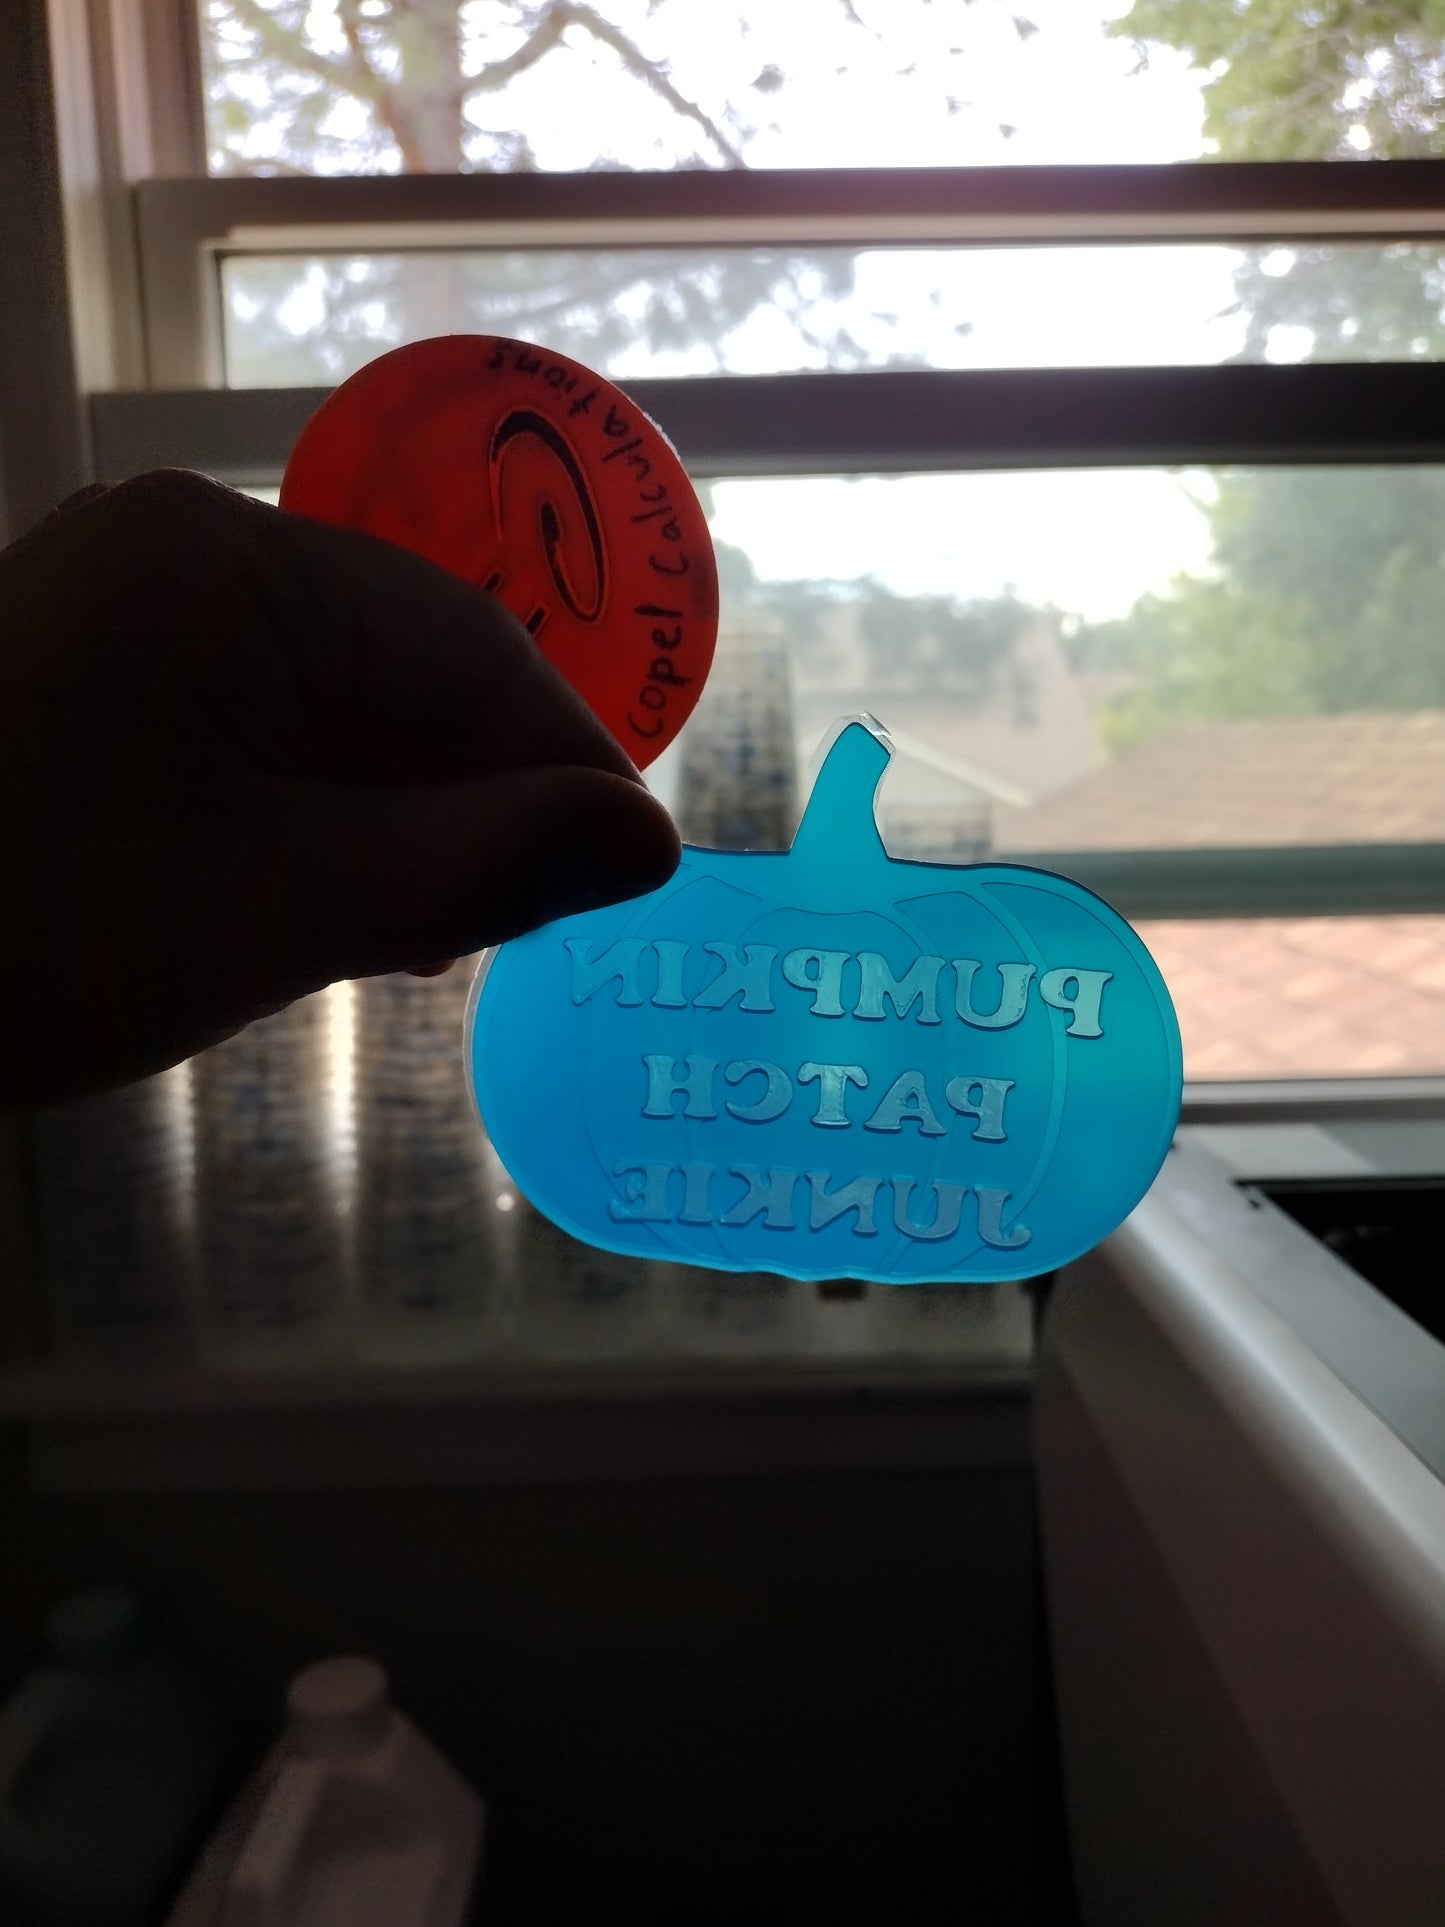 Copel Calculations
PUMPKIN
PATCH
JUNKIE